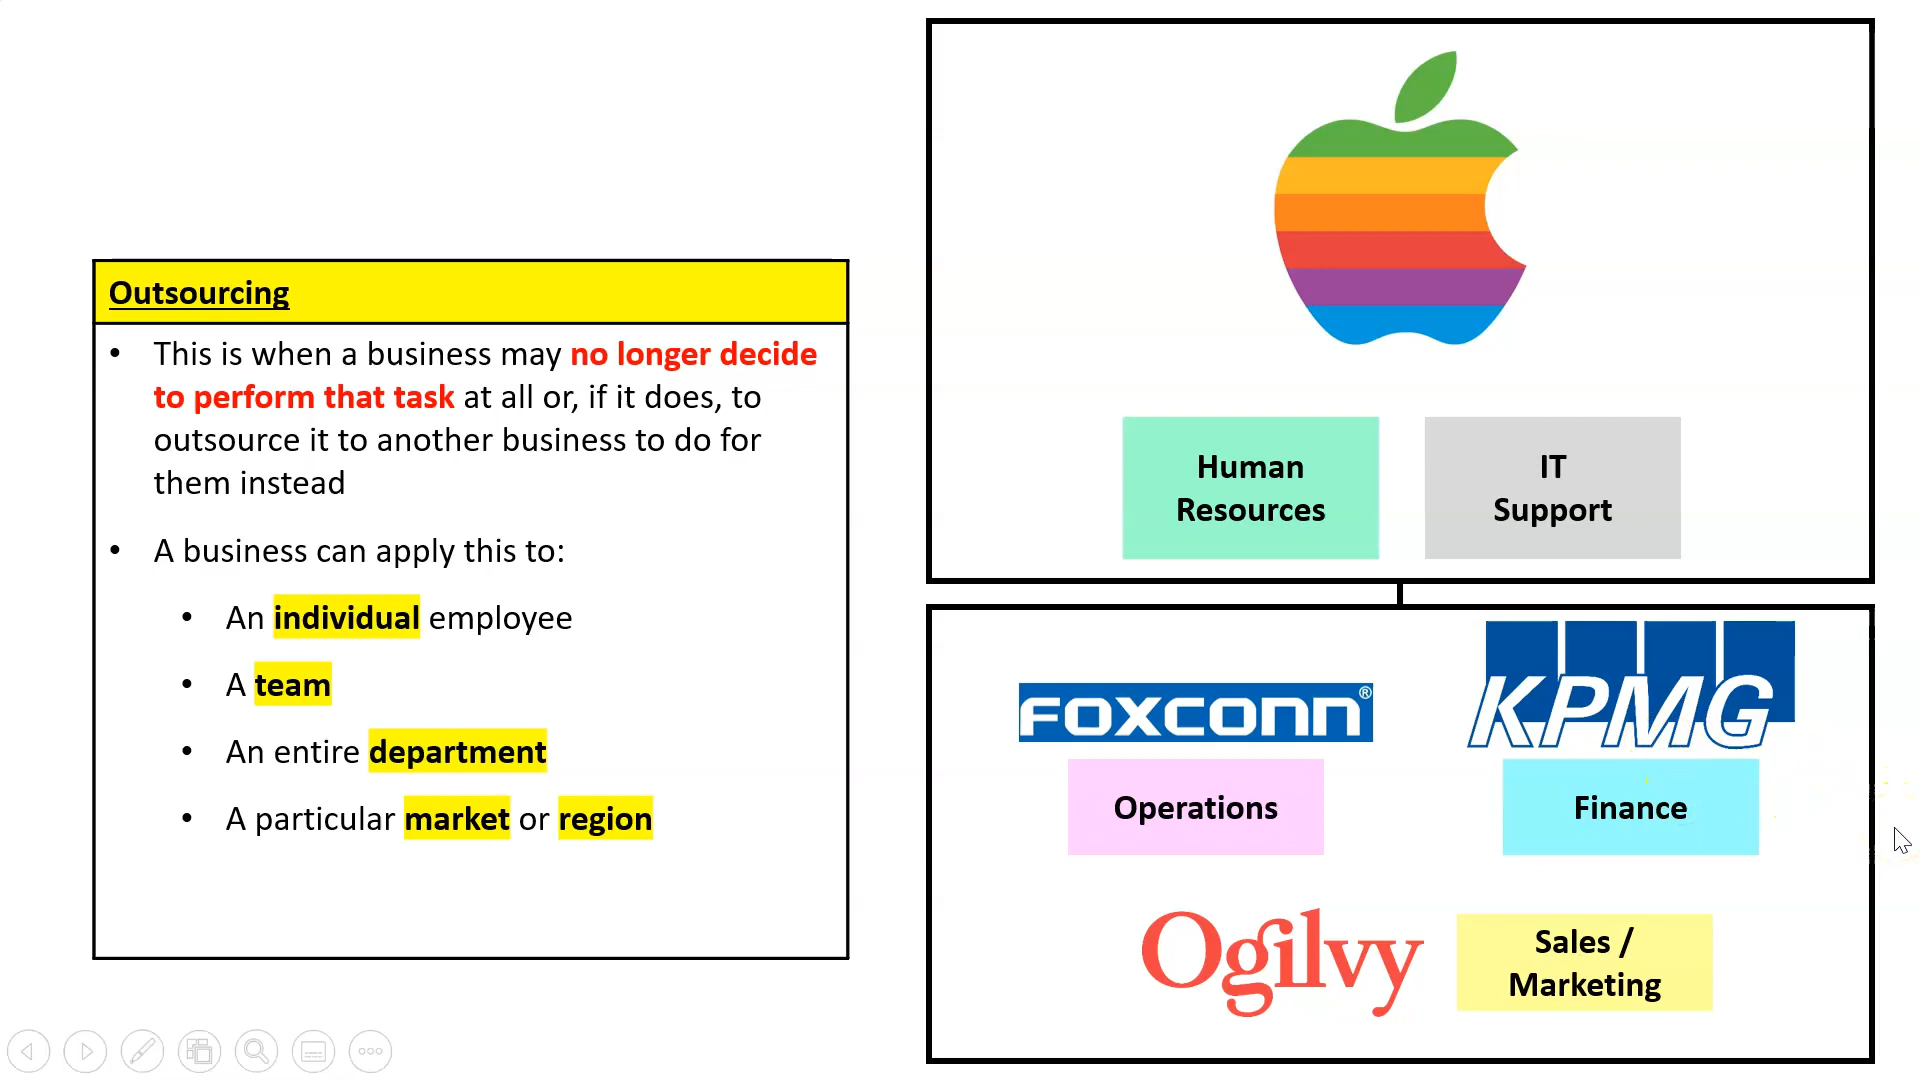 Outsourcing
• This is when a business may no longer decide
to perform that task at all or, if it does, to
outsource it to another business to do for
them instead
• A business can apply this to:
• An individual employee
• A team
• An entire department
• A particular market or region
Human
Resources
IT
Support
FOXCONN®
KPMG
Operations
Finance
Ogilvy
Sales /
Marketing